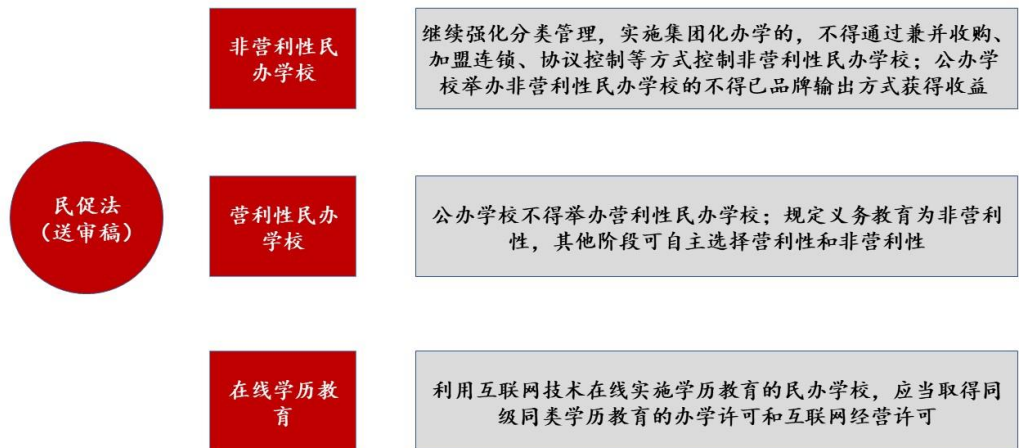 民促法
（送审稿）
非营利性民
办学校
继续强化分类管理，实施集团化办学的，不得通过兼并收购、
加盟连锁、协议控制等方式控制非营利性民办学校；公办学
校举办非营利性民办学校的不得已品牌输出方式获得收益
营利性民办
学校
公办学校不得举办营利性民办学校；规定义务教育为非营利
性，其他阶段可自主选择营利性和非营利性
在线学历教
育
利用互联网技术在线实施学历教育的民办学校，应当取得同
级同类学历教育的办学许可和互联网经营许可